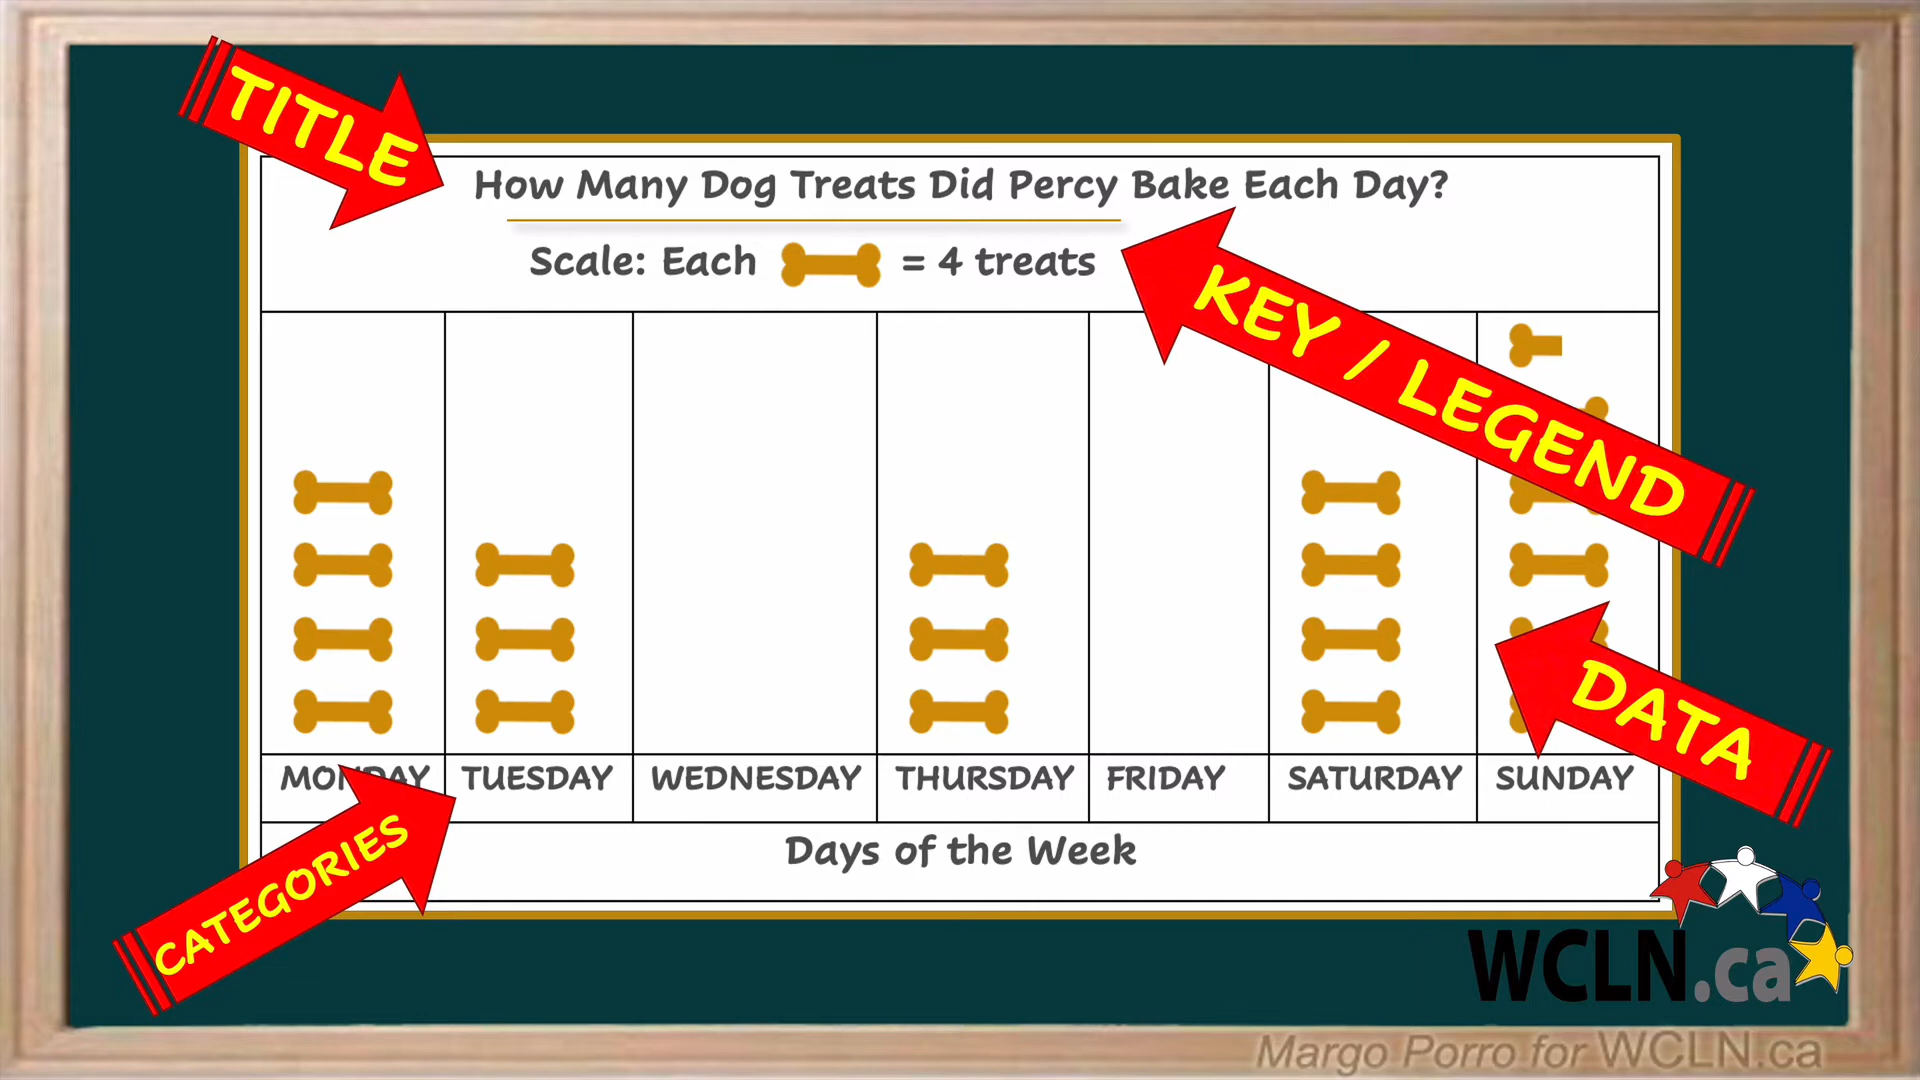 TITLE
How Many Dog Treats Did Percy Bake Each Day?
Scale: Each = 4 treats
KEY / LEGEND
DATA
MONDAY TUESDAY WEDNESDAY THURSDAY FRIDAY SATURDAY SUNDAY
CATEGORIES
Days of the Week
WCLN.ca
Margo Porro for WCLN.ca